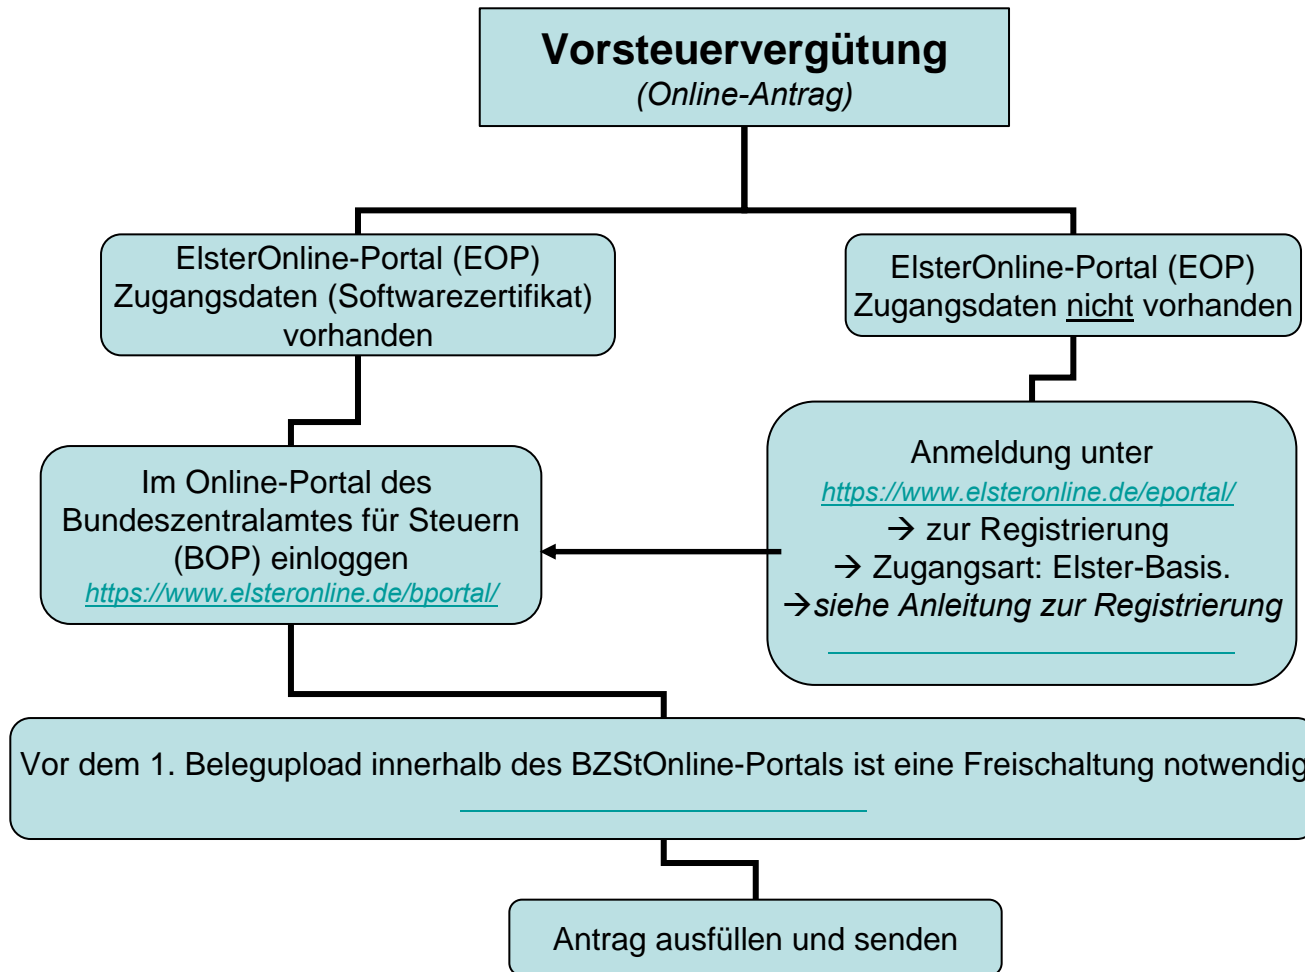 Vorsteuervergütung
(Online-Antrag)
ElsterOnline-Portal (EOP)
Zugangsdaten (Softwarezertifikat)
vorhanden
ElsterOnline-Portal (EOP)
Zugangsdaten nicht vorhanden
Im Online-Portal des
Bundeszentralamtes für Steuern
(BOP) einloggen
https://www.elsteronline.de/bportal/
Anmeldung unter
https://www.elsteronline.de/eportal/
→ zur Registrierung
→ Zugangsart: Elster-Basis.
→siehe Anleitung zur Registrierung
Vor dem 1. Belegupload innerhalb des BZStOnline-Portals ist eine Freischaltung notwendig
Antrag ausfüllen und senden